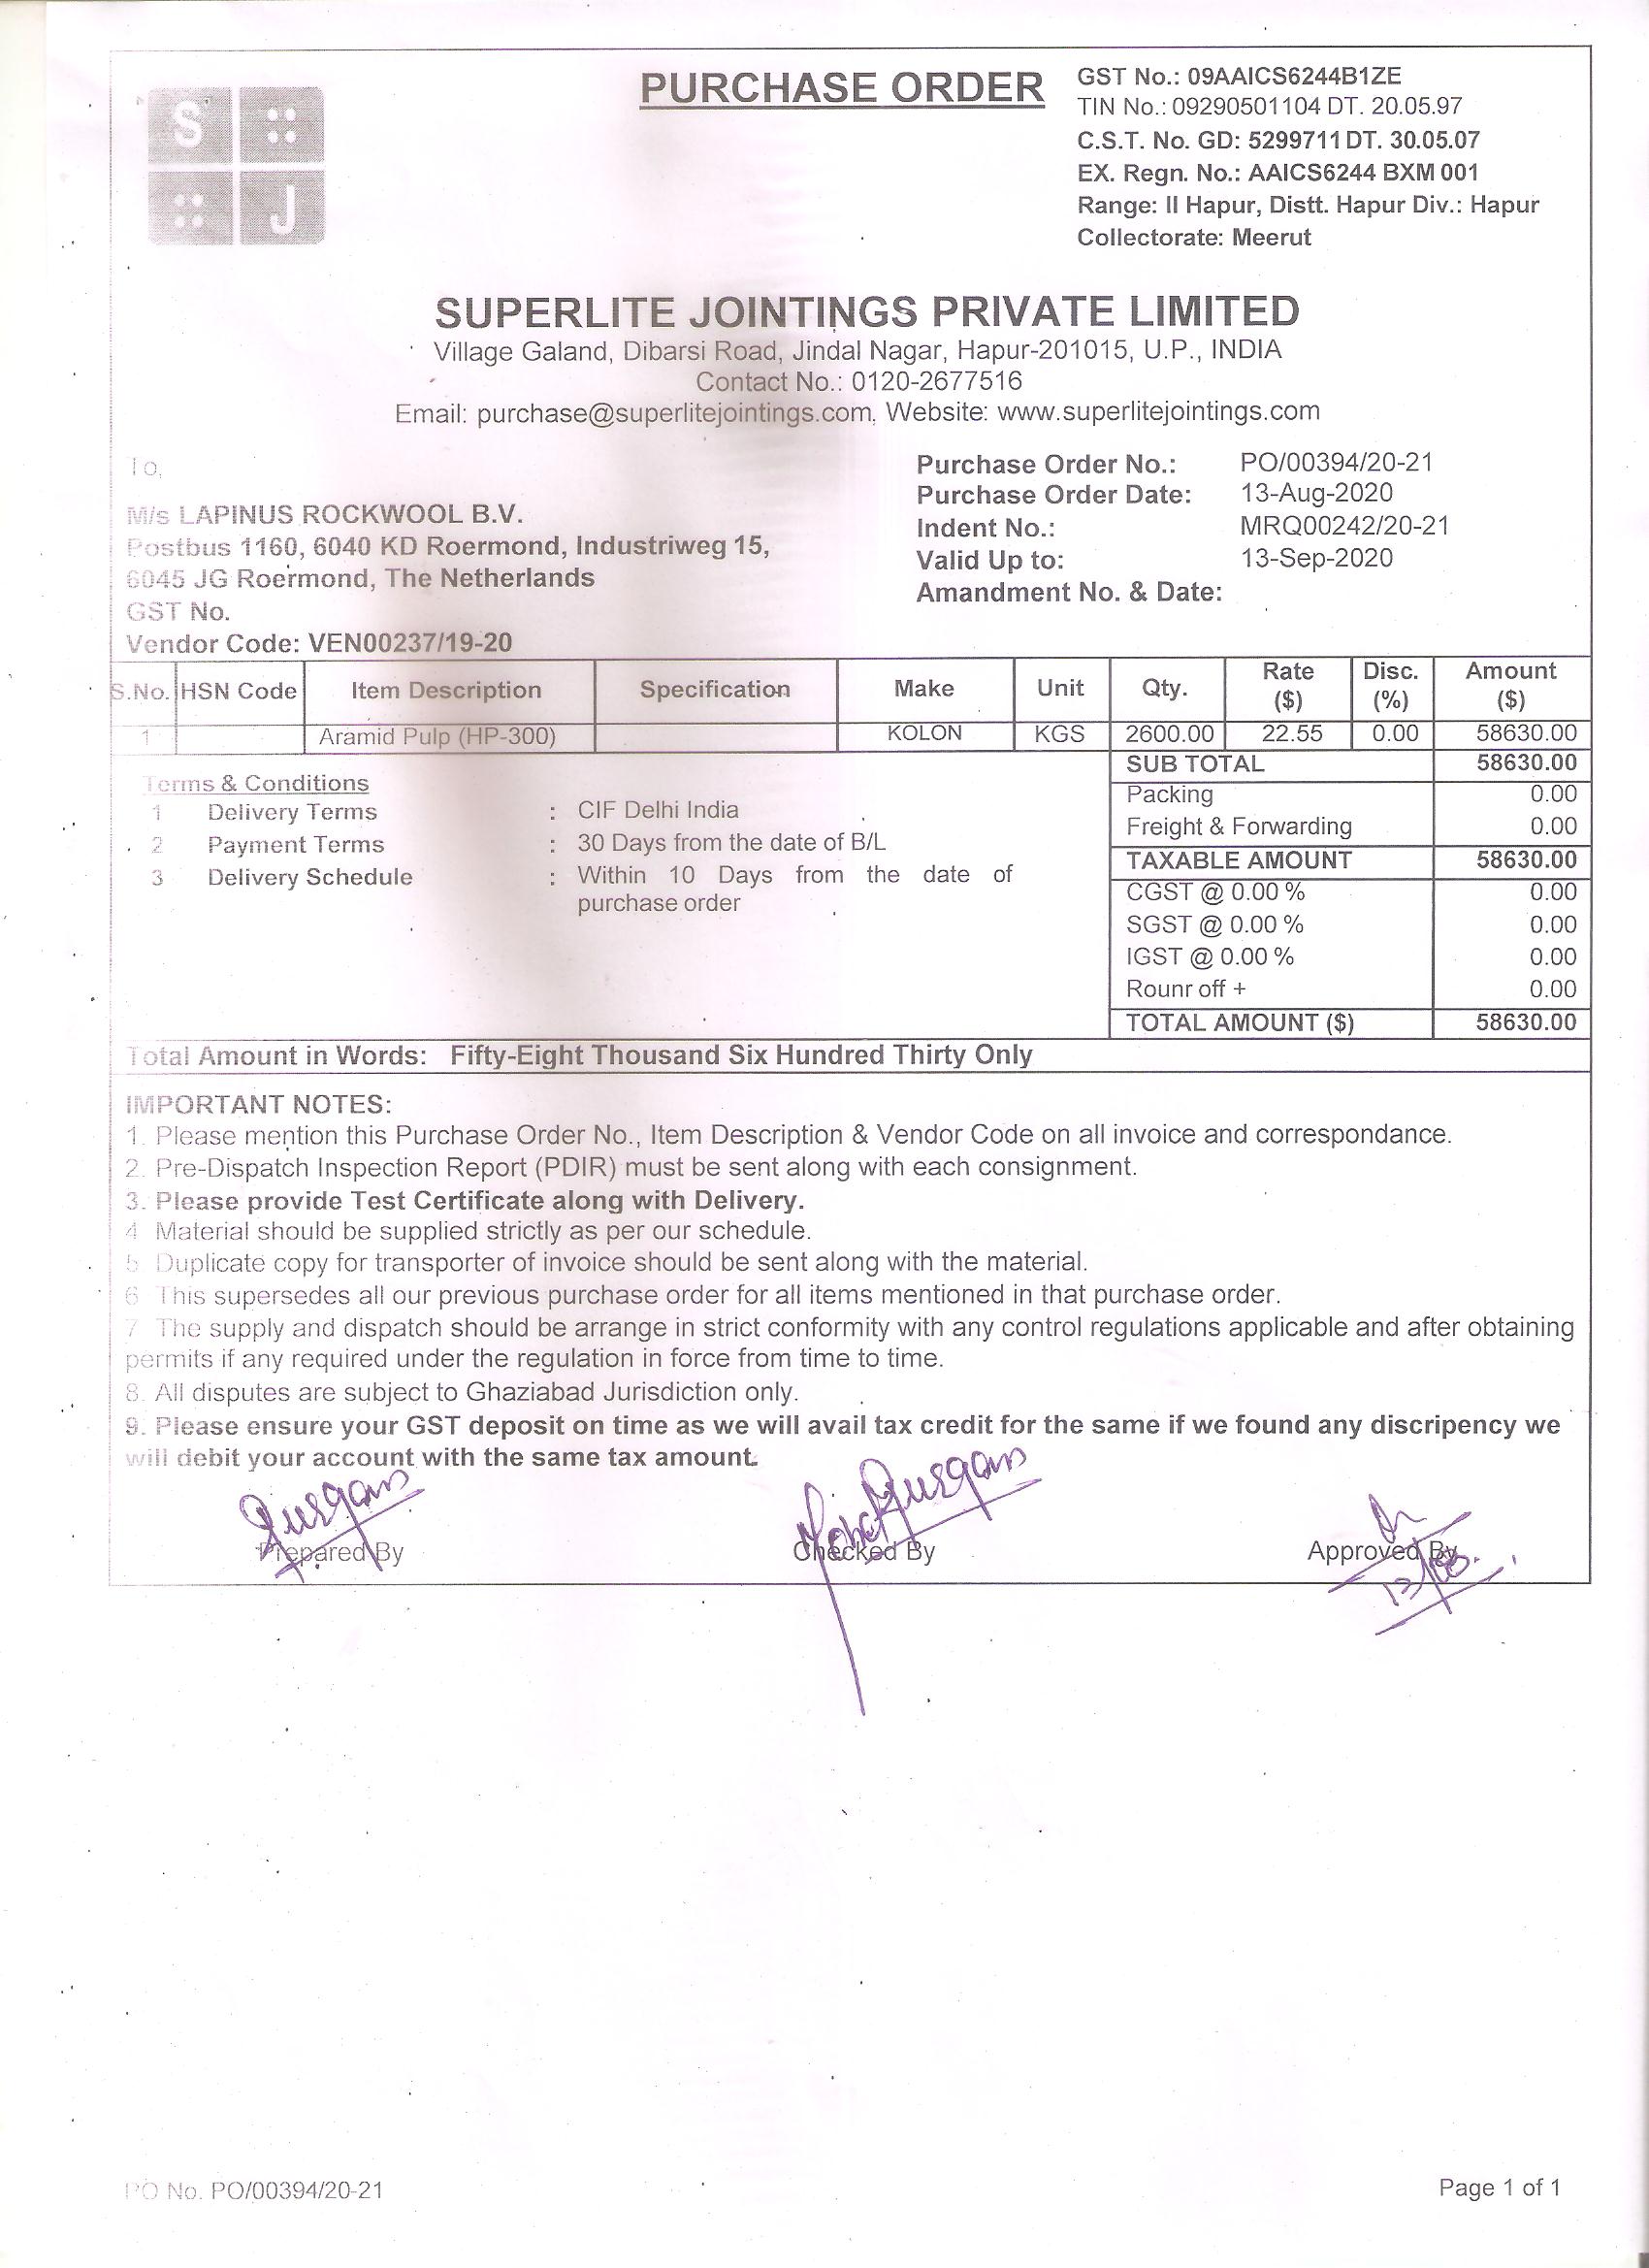 S
J
PURCHASE ORDER
GST No.: 09AAICS6244B1ZE
TIN No.: 09290501104 DT. 20.05.97
C.S.T. No. GD: 5299711 DT. 30.05.07
EX. Regn. No.: AAICS6244 BXM 001
Range: II Hapur, Distt. Hapur Div.: Hapur
Collectorate: Meerut
SUPERLITE JOINTINGS PRIVATE LIMITED
Village Galand, Dibarsi Road, Jindal Nagar, Hapur-201015, U.P., INDIA
Contact No.: 0120-2677516
Email: purchase@superlitejointings.com, Website: www.superlitejointings.com
To,
M/s LAPINUS ROCKWOOL B.V.
Postbus 1160, 6040 KD Roermond, Industriweg 15,
6045 JG Roermond, The Netherlands
GST No.
Vendor Code: VEN00237/19-20
Purchase Order No.: PO/00394/20-21
Purchase Order Date: 13-Aug-2020
Indent No.: MRQ00242/20-21
Valid Up to: 13-Sep-2020
Amandment No. & Date:
S.No. HSN Code Item Description Specification Make Unit Qty. Rate ($) Disc. (%) Amount ($)
1 Aramid Pulp (HP-300) KOLON KGS 2600.00 22.55 0.00 58630.00
Terms & Conditions
1 Delivery Terms : CIF Delhi India
2 Payment Terms : 30 Days from the date of B/L
3 Delivery Schedule : Within 10 Days from the date of
purchase order
SUB TOTAL 58630.00
Packing 0.00
Freight & Forwarding 0.00
TAXABLE AMOUNT 58630.00
CGST @ 0.00 % 0.00
SGST @ 0.00 % 0.00
IGST @ 0.00 % 0.00
Rounr off + 0.00
TOTAL AMOUNT ($) 58630.00
Total Amount in Words: Fifty-Eight Thousand Six Hundred Thirty Only
IMPORTANT NOTES:
1. Please mention this Purchase Order No., Item Description & Vendor Code on all invoice and correspondance.
2. Pre-Dispatch Inspection Report (PDIR) must be sent along with each consignment.
3. Please provide Test Certificate along with Delivery.
4 Material should be supplied strictly as per our schedule.
5 Duplicate copy for transporter of invoice should be sent along with the material.
6 This supersedes all our previous purchase order for all items mentioned in that purchase order.
7 The supply and dispatch should be arrange in strict conformity with any control regulations applicable and after obtaining
permits if any required under the regulation in force from time to time.
8. All disputes are subject to Ghaziabad Jurisdiction only.
9. Please ensure your GST deposit on time as we will avail tax credit for the same if we found any discripency we
will debit your account with the same tax amount.
Prepared By
Checked By
Approved By
PO No. PO/00394/20-21
Page 1 of 1